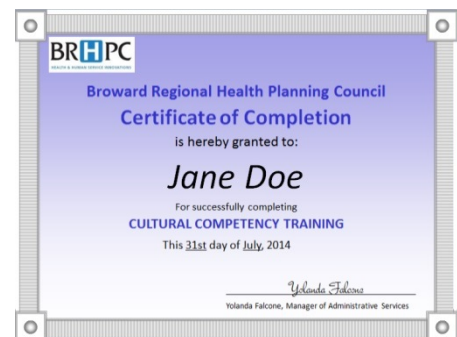 BRHPC
HEALTH & HUMAN SERVICE INNOVATIONS
Broward Regional Health Planning Council
Certificate of Completion
is hereby granted to:
Jane Doe
For successfully completing
CULTURAL COMPETENCY TRAINING
This 31st day of July, 2014
Yolanda Falcone
Yolanda Falcone, Manager of Administrative Services